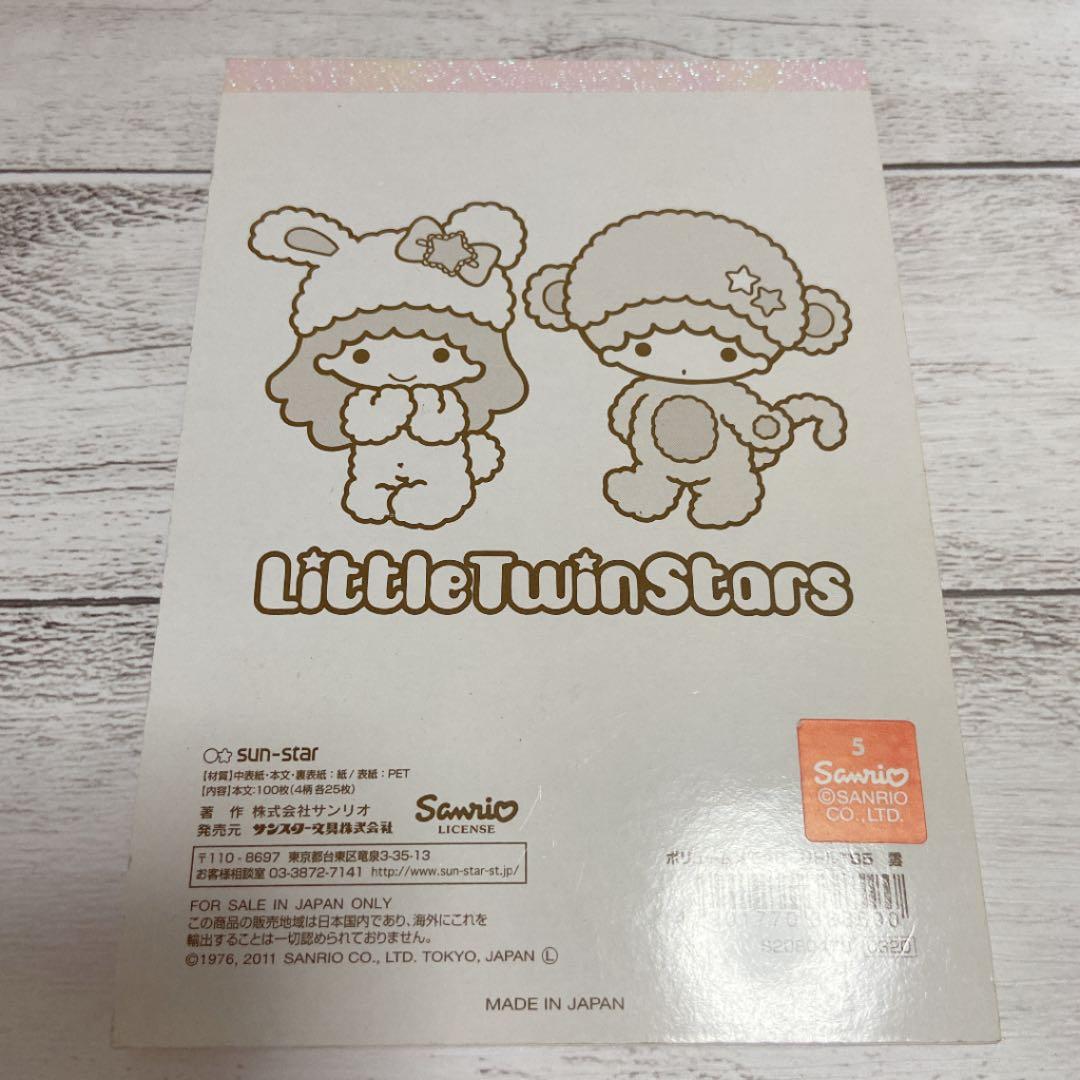 LittleTwinStars
sun-star
【材質】中表紙・本文・裏表紙：紙/表紙：PET
【内容】本文：100枚（4柄 各25枚）
著 作 株式会社サンリオ
発売元 サンスター文具株式会社
Sanrio
LICENSE
〒110-8697 東京都台東区竜泉3-35-13
お客様相談室 03-3872-7141 http://www.sun-star-st.jp/
FOR SALE IN JAPAN ONLY
この商品の販売地域は日本国内であり、海外にこれを
輸出することは一切認められておりません。
©1976, 2011 SANRIO CO., LTD. TOKYO, JAPAN Ⓛ
MADE IN JAPAN
5
Sanrio
©SANRIO
CO.,LTD.
0320